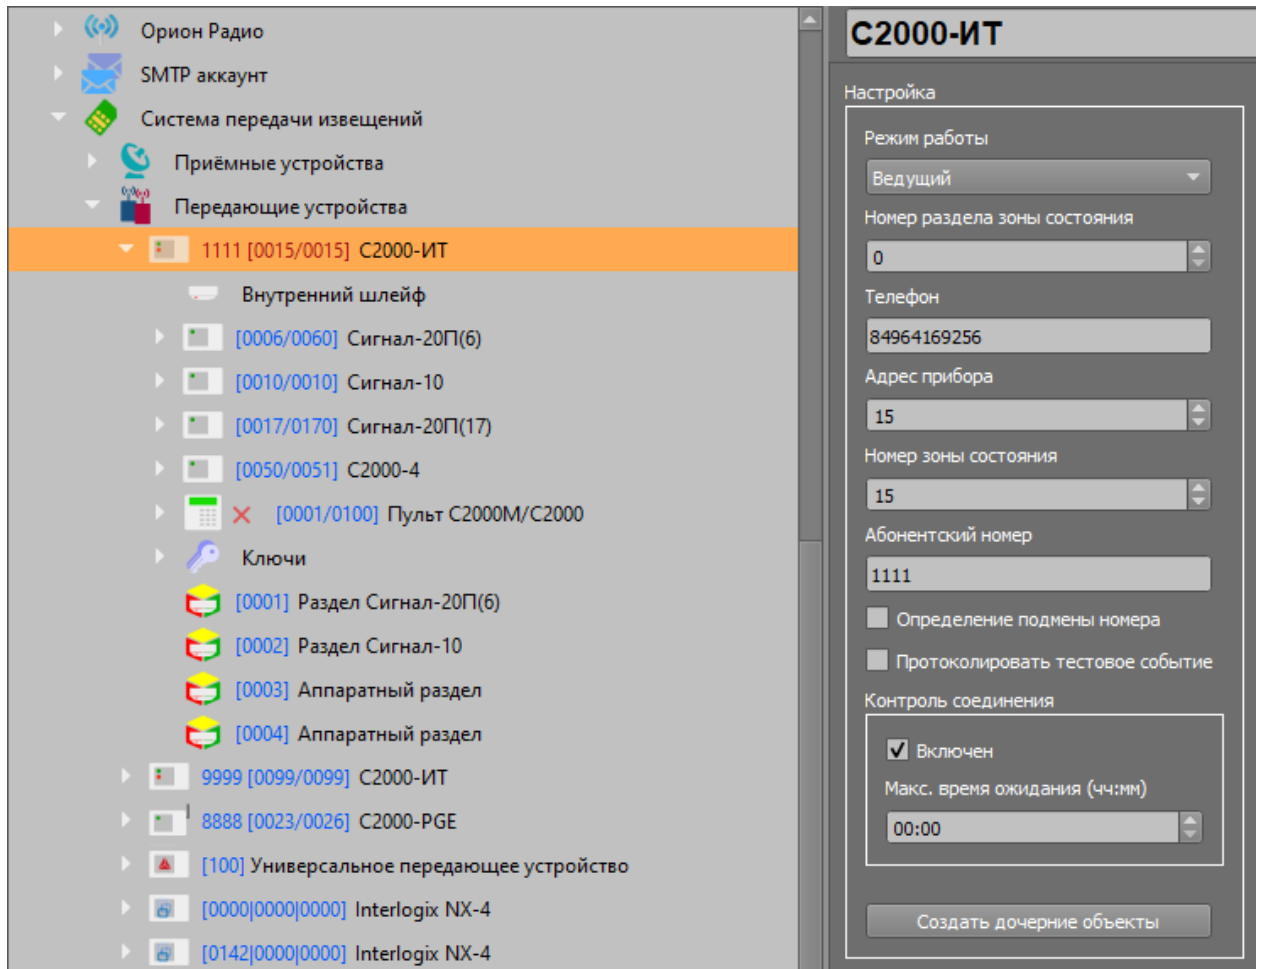 Орион Радио
SMTP аккаунт
Система передачи извещений
Приёмные устройства
Передающие устройства
1111 [0015/0015] С2000-ИТ
Внутренний шлейф
[0006/0060] Сигнал-20П(6)
[0010/0010] Сигнал-10
[0017/0170] Сигнал-20П(17)
[0050/0051] С2000-4
[0001/0100] Пульт С2000М/С2000
Ключи
[0001] Раздел Сигнал-20П(6)
[0002] Раздел Сигнал-10
[0003] Аппаратный раздел
[0004] Аппаратный раздел
9999 [0099/0099] С2000-ИТ
8888 [0023/0026] С2000-PGE
[100] Универсальное передающее устройство
[0000|0000|0000] Interlogix NX-4
[0142|0000|0000] Interlogix NX-4
С2000-ИТ
Настройка
Режим работы
Ведущий
Номер раздела зоны состояния
0
Телефон
84964169256
Адрес прибора
15
Номер зоны состояния
15
Абонентский номер
1111
Определение подмены номера
Протоколировать тестовое событие
Контроль соединения
Включен
Макс. время ожидания (чч:мм)
00:00
Создать дочерние объекты